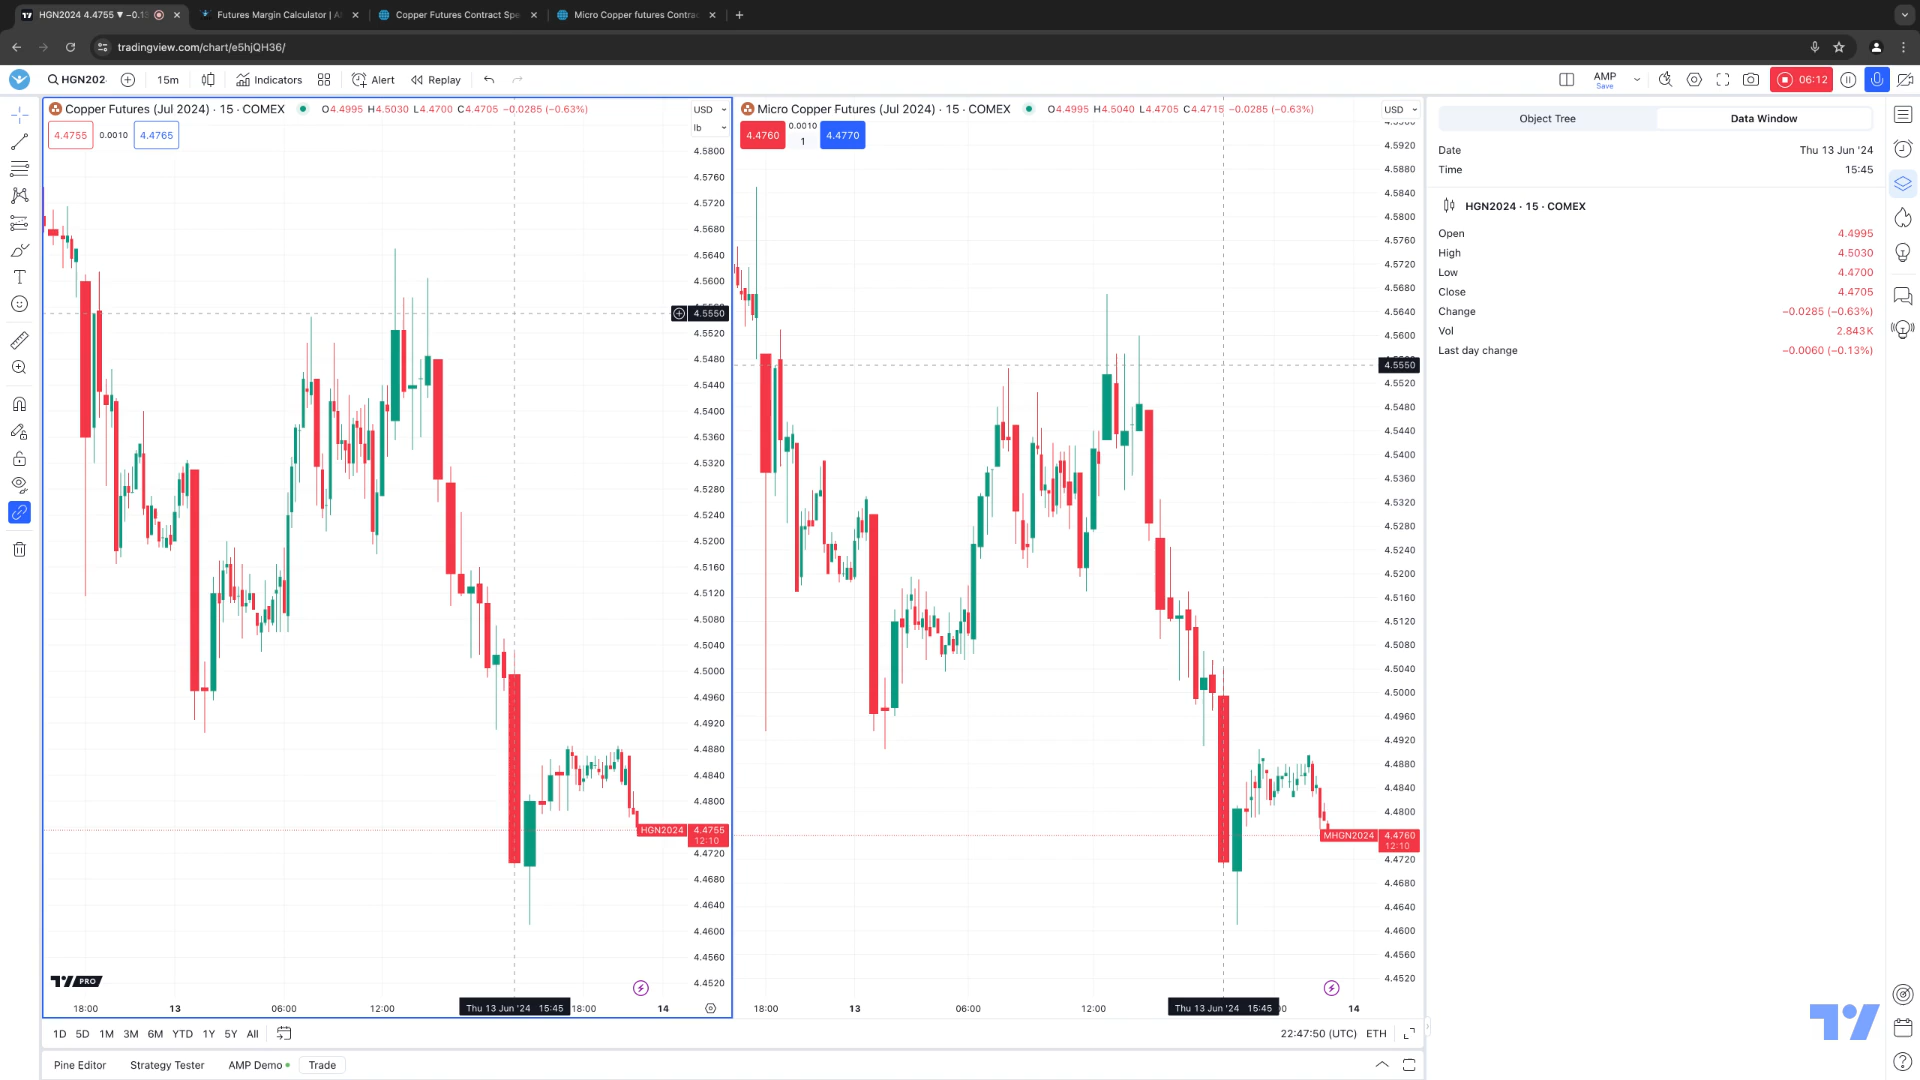 HGN2024 4.4755 ▼ −0.1
Futures Margin Calculator | A
Copper Futures Contract Spe
Micro Copper futures Contrac
tradingview.com/chart/e5hjQH36/
HGN202
15m
Indicators
Alert
Replay
AMP
Save
06:12
Copper Futures (Jul 2024) · 15 · COMEX
O4.4995 H4.5030 L4.4700 C4.4705 −0.0285 (−0.63%)
USD
lb
4.4755
0.0010
4.4765
4.5800
4.5760
4.5720
4.5680
4.5640
4.5600
4.5550
4.5520
4.5480
4.5440
4.5400
4.5360
4.5320
4.5280
4.5240
4.5200
4.5160
4.5120
4.5080
4.5040
4.5000
4.4960
4.4920
4.4880
4.4840
4.4800
HGN2024
4.4755
12:10
4.4720
4.4680
4.4640
4.4600
4.4560
4.4520
PRO
18:00
13
06:00
12:00
Thu 13 Jun '24 15:45
18:00
14
Micro Copper Futures (Jul 2024) · 15 · COMEX
O4.4995 H4.5040 L4.4705 C4.4715 −0.0285 (−0.63%)
USD
4.4760
0.0010
1
4.4770
4.5920
4.5880
4.5840
4.5800
4.5760
4.5720
4.5680
4.5640
4.5600
4.5550
4.5520
4.5480
4.5440
4.5400
4.5360
4.5320
4.5280
4.5240
4.5200
4.5160
4.5120
4.5080
4.5040
4.5000
4.4960
4.4920
4.4880
4.4840
4.4800
MHGN2024
4.4760
12:10
4.4720
4.4680
4.4640
4.4600
4.4560
4.4520
18:00
13
06:00
12:00
Thu 13 Jun '24 15:45
14
Object Tree
Data Window
Date
Thu 13 Jun '24
Time
15:45
HGN2024 · 15 · COMEX
Open
4.4995
High
4.5030
Low
4.4700
Close
4.4705
Change
−0.0285 (−0.63%)
Vol
2.843 K
Last day change
−0.0060 (−0.13%)
1D
5D
1M
3M
6M
YTD
1Y
5Y
All
22:47:50 (UTC)
ETH
Pine Editor
Strategy Tester
AMP Demo
Trade